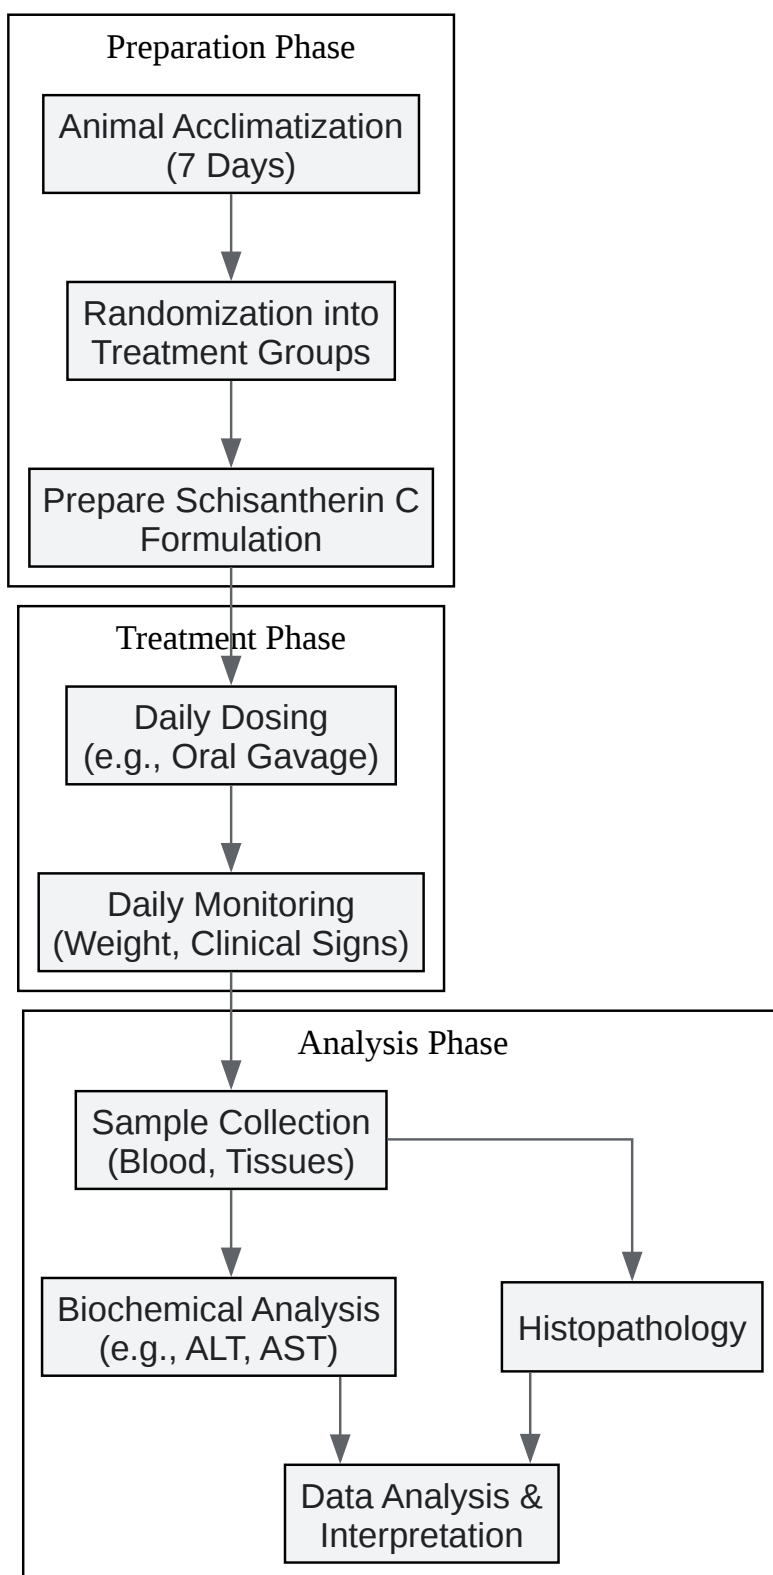 Preparation Phase
Animal Acclimatization
(7 Days)
Randomization into
Treatment Groups
Prepare Schisantherin C
Formulation
Treatment Phase
Daily Dosing
(e.g., Oral Gavage)
Daily Monitoring
(Weight, Clinical Signs)
Analysis Phase
Sample Collection
(Blood, Tissues)
Biochemical Analysis
(e.g., ALT, AST)
Histopathology
Data Analysis &
Interpretation